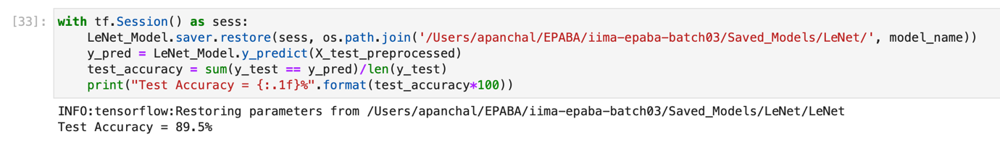 [33]: with tf.Session() as sess:
    LeNet_Model.saver.restore(sess, os.path.join('/Users/apanchal/EPABA/iima-epaba-batch03/Saved_Models/LeNet/', model_name))
    y_pred = LeNet_Model.y_predict(X_test_preprocessed)
    test_accuracy = sum(y_test == y_pred)/len(y_test)
    print("Test Accuracy = {:.1f}%".format(test_accuracy*100))
INFO:tensorflow:Restoring parameters from /Users/apanchal/EPABA/iima-epaba-batch03/Saved_Models/LeNet/LeNet
Test Accuracy = 89.5%